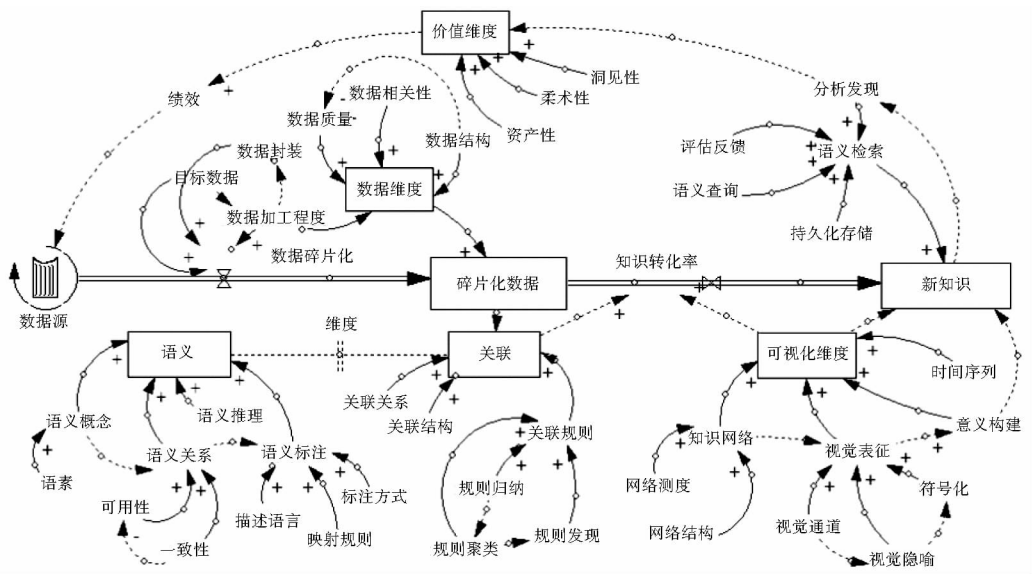 价值维度
洞见性
柔术性
资产性
绩效
数据相关性
数据质量
数据结构
数据封装
目标数据
数据维度
数据加工程度
数据碎片化
分析发现
评估反馈
语义检索
语义查询
持久化存储
数据源
碎片化数据
知识转化率
新知识
维度
语义
关联
可视化维度
时间序列
关联关系
关联结构
语义推理
语义概念
语义关系
语义标注
语素
可用性
一致性
描述语言
标注方式
映射规则
关联规则
规则归纳
规则聚类
规则发现
知识网络
视觉表征
意义构建
网络测度
网络结构
视觉通道
符号化
视觉隐喻